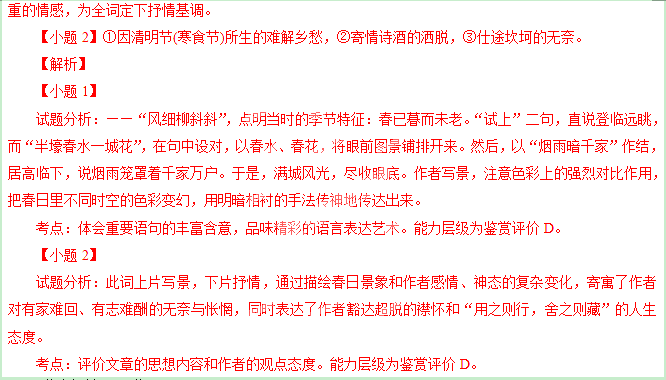 重的情感，为全词定下抒情基调。
【小题2】①因清明节(寒食节)所生的难解乡愁，②寄情诗酒的洒脱，③仕途坎坷的无奈。
【解析】
【小题1】
试题分析：－－“风细柳斜斜”，点明当时的季节特征：春已暮而未老。“试上”二句，直说登临远眺，
而“半壕春水一城花”，在句中设对，以春水、春花，将眼前图景铺排开来。然后，以“烟雨暗千家”作结，
居高临下，说烟雨笼罩着千家万户。于是，满城风光，尽收眼底。作者写景，注意色彩上的强烈对比作用，
把春日里不同时空的色彩变幻，用明暗相衬的手法传神地传达出来。
考点：体会重要语句的丰富含意，品味精彩的语言表达艺术。能力层级为鉴赏评价D。
【小题2】
试题分析：此词上片写景，下片抒情，通过描绘春日景象和作者感情、神态的复杂变化，寄寓了作者
对有家难回、有志难酬的无奈与怅惘，同时表达了作者豁达超脱的襟怀和“用之则行，舍之则藏”的人生
态度。
考点：评价文章的思想内容和作者的观点态度。能力层级为鉴赏评价D。